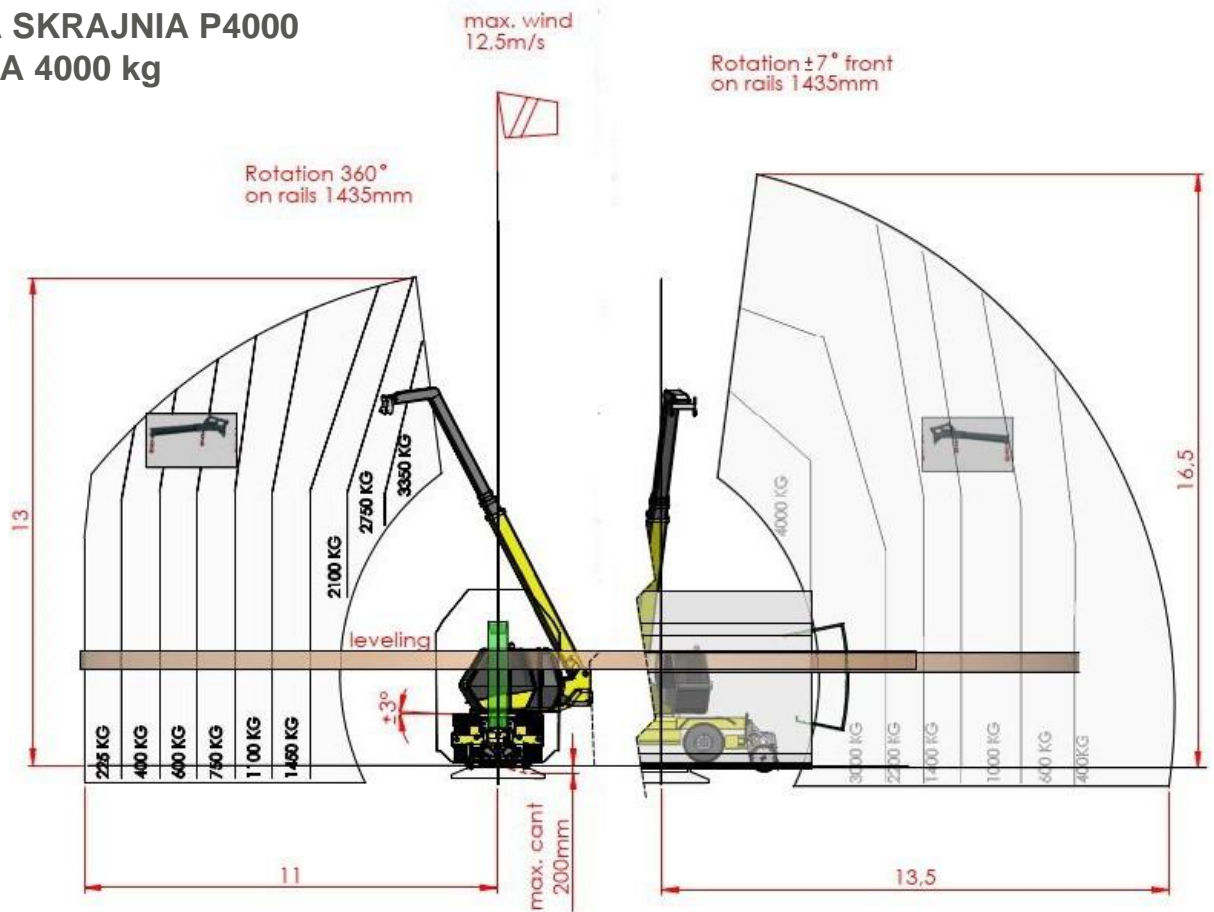 A SKRAJNIA P4000
A 4000 kg
max. wind
12,5m/s
Rotation ±7° front
on rails 1435mm
Rotation 360°
on rails 1435mm
13
16,5
3350 KG
2750 KG
2100 KG
4000 KG
leveling
±3°
225 KG
400 KG
600 KG
750 KG
1100 KG
1450 KG
3000 KG
2200 KG
1400 KG
1000 KG
600 KG
400KG
11
max. cant
200mm
13,5